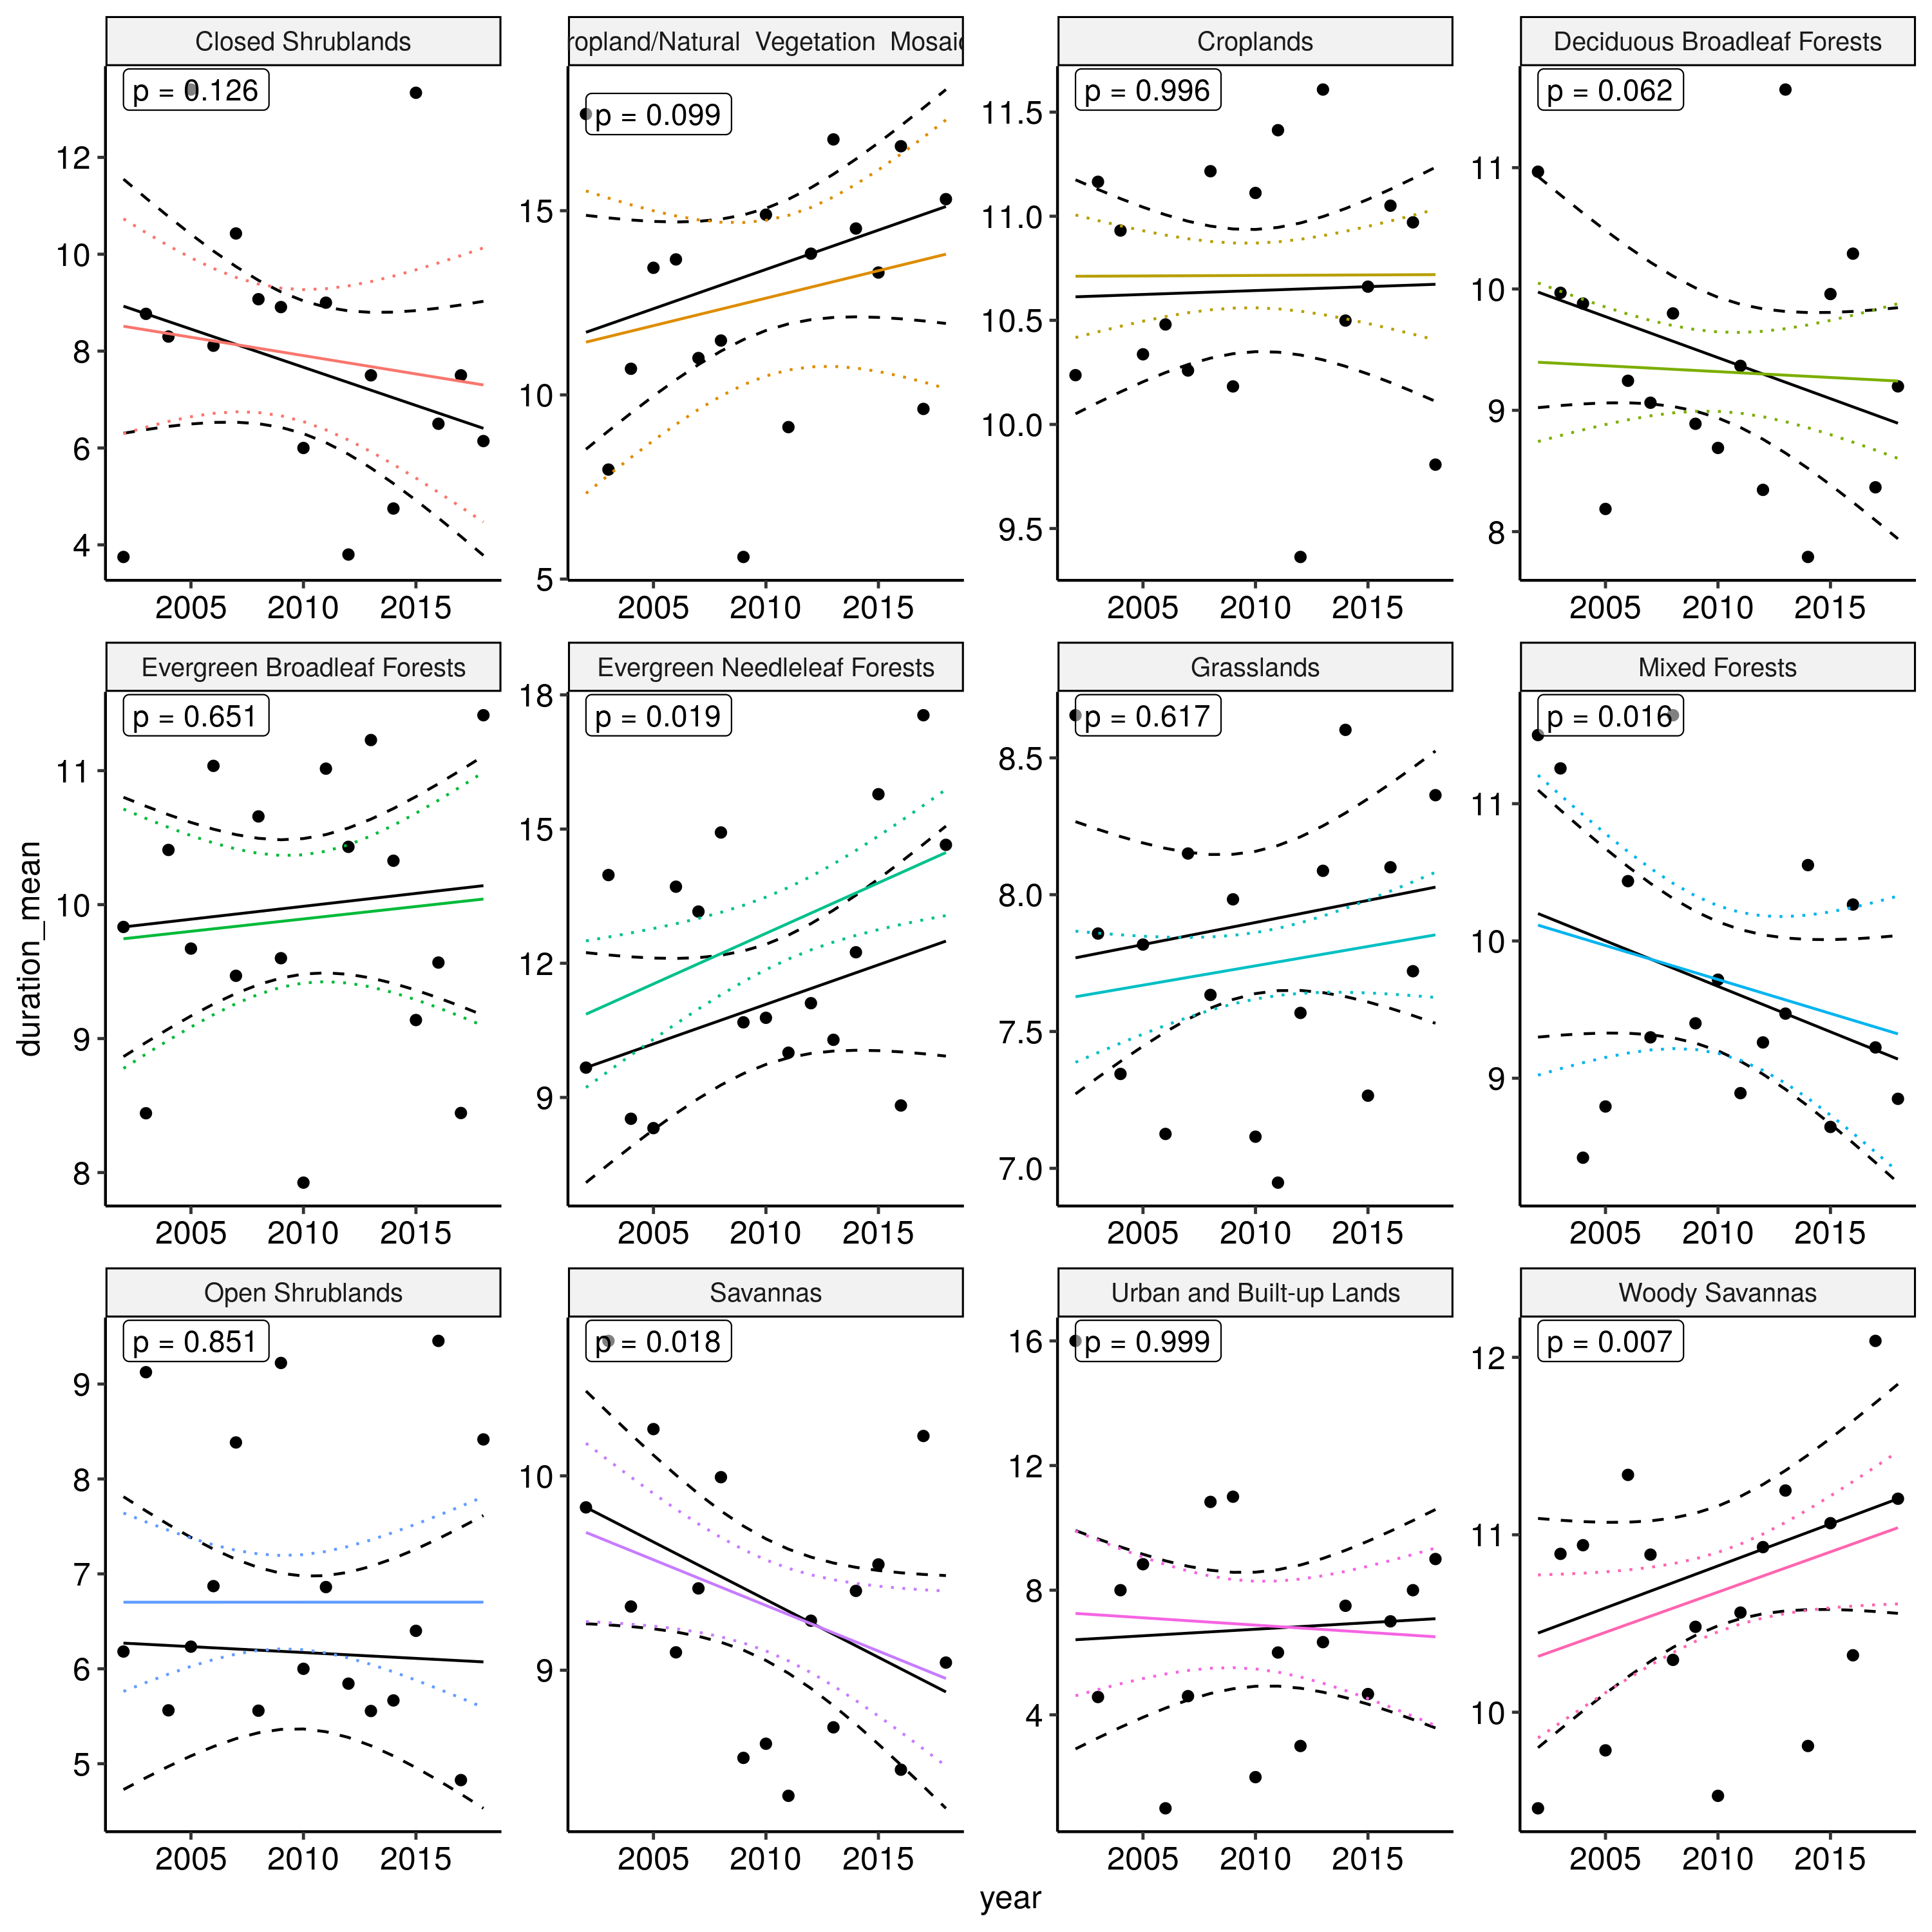 Closed Shrublands
ropland/Natural Vegetation Mosaic
Croplands
Deciduous Broadleaf Forests
p = 0.126
p = 0.099
p = 0.996
p = 0.062
12
10
8
6
4
15
10
5
11.5
11.0
10.5
10.0
9.5
11
10
9
8
2005 2010 2015
2005 2010 2015
2005 2010 2015
2005 2010 2015
Evergreen Broadleaf Forests
Evergreen Needleleaf Forests
Grasslands
Mixed Forests
p = 0.651
p = 0.019
p = 0.617
p = 0.016
11
10
9
8
18
15
12
9
8.5
8.0
7.5
7.0
11
10
9
2005 2010 2015
2005 2010 2015
2005 2010 2015
2005 2010 2015
duration_mean
Open Shrublands
Savannas
Urban and Built-up Lands
Woody Savannas
p = 0.851
p = 0.018
p = 0.999
p = 0.007
9
8
7
6
5
10
9
16
12
8
4
12
11
10
2005 2010 2015
2005 2010 2015
2005 2010 2015
2005 2010 2015
year